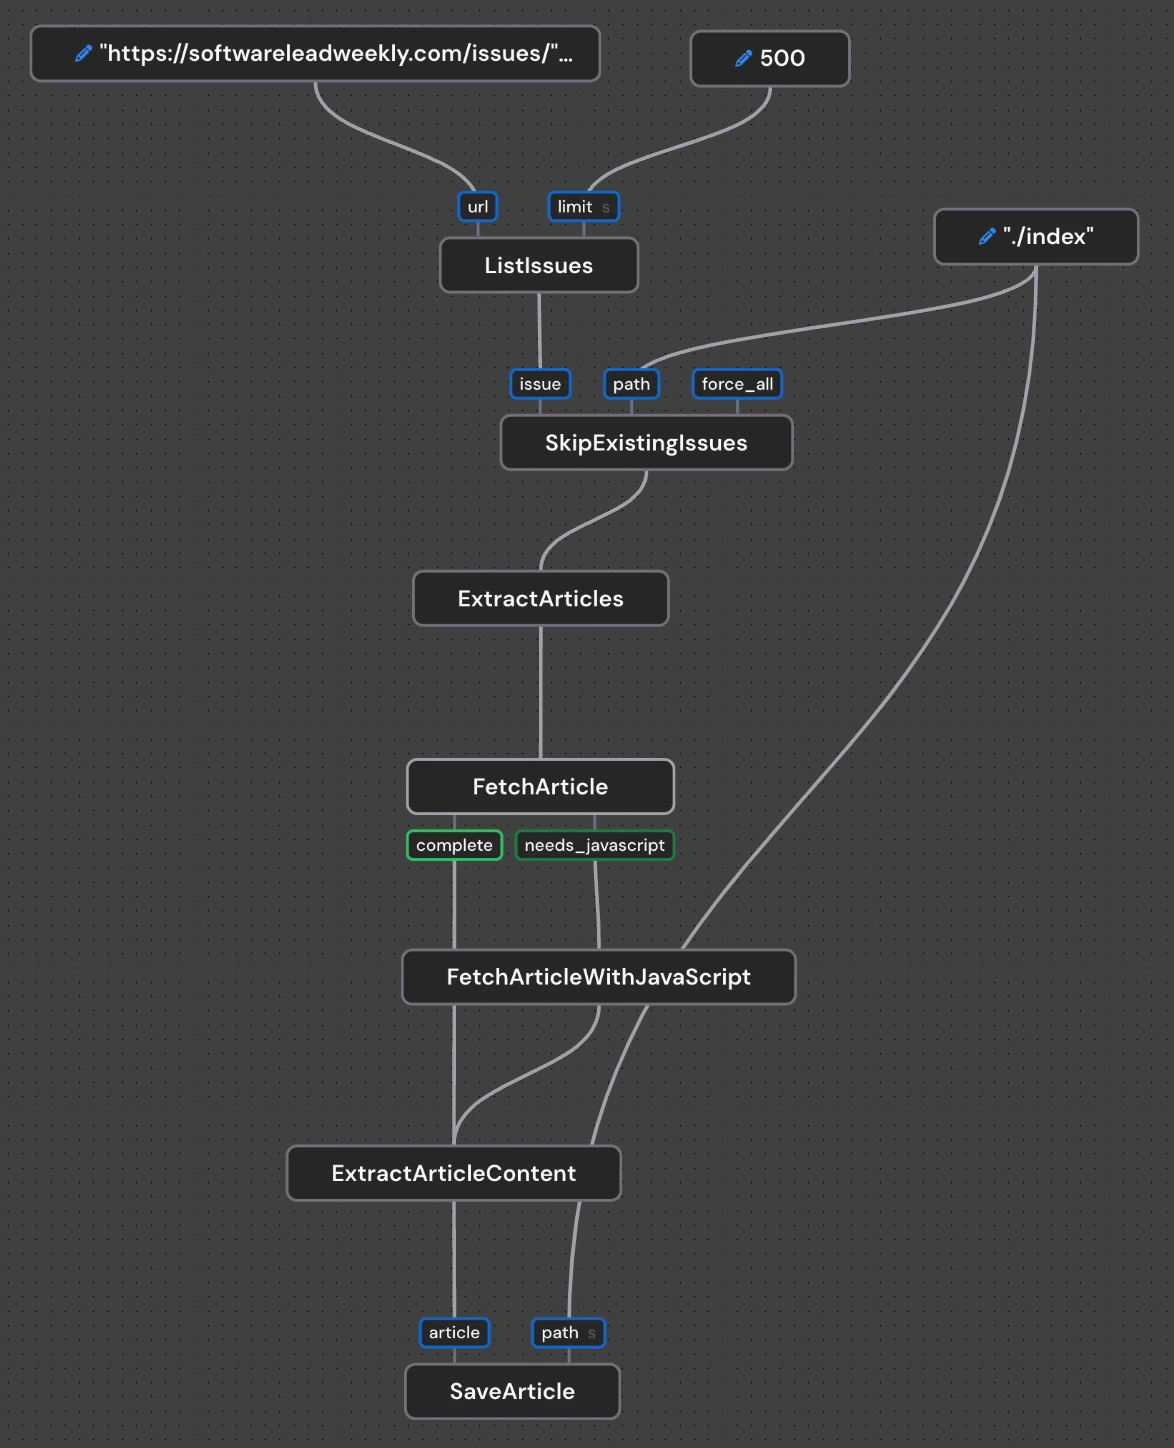 "https://softwareleadweekly.com/issues/"...
500
url
limit s
"./index"
ListIssues
issue
path
force_all
SkipExistingIssues
ExtractArticles
FetchArticle
complete
needs_javascript
FetchArticleWithJavaScript
ExtractArticleContent
article
path s
SaveArticle